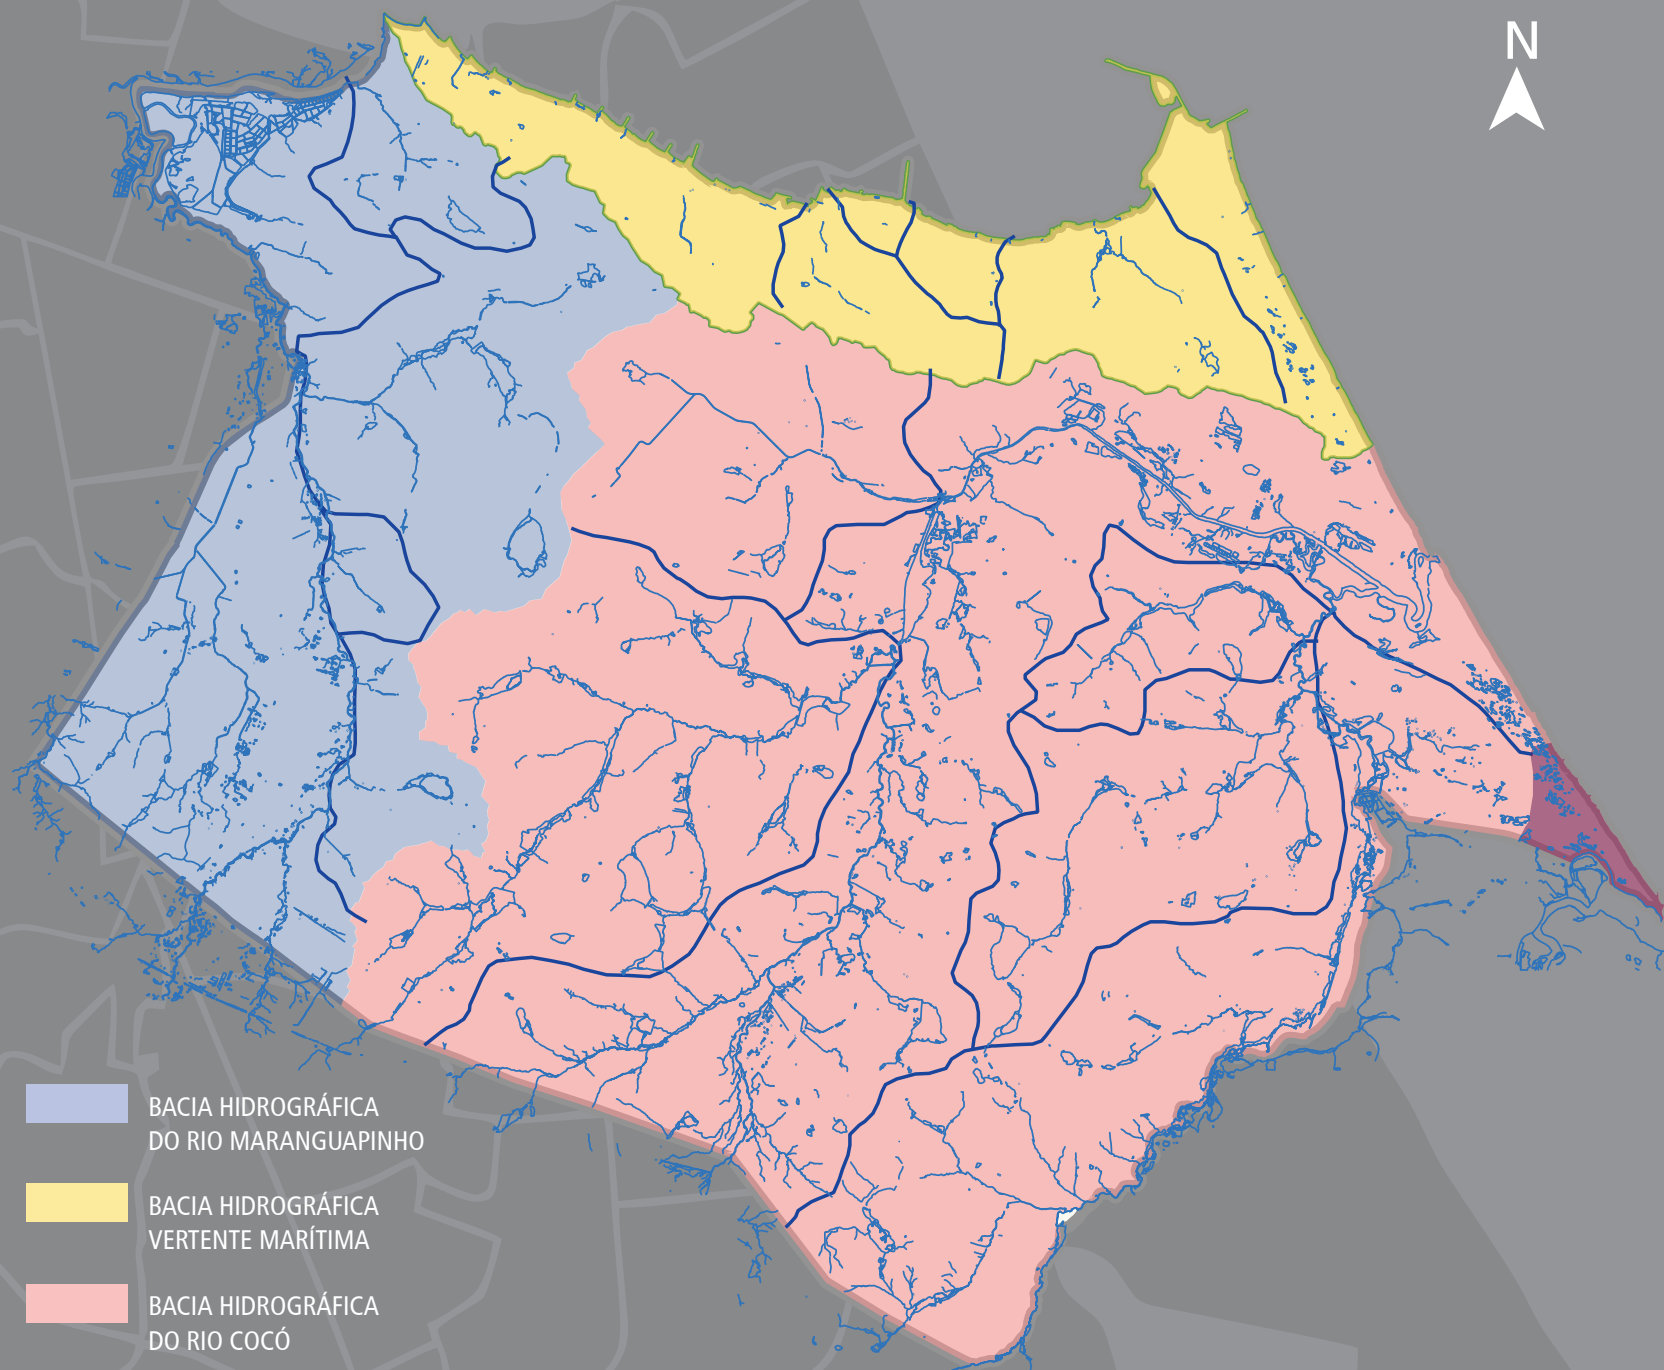 N
BACIA HIDROGRÁFICA
DO RIO MARANGUAPINHO
BACIA HIDROGRÁFICA
VERTENTE MARÍTIMA
BACIA HIDROGRÁFICA
DO RIO COCÓ